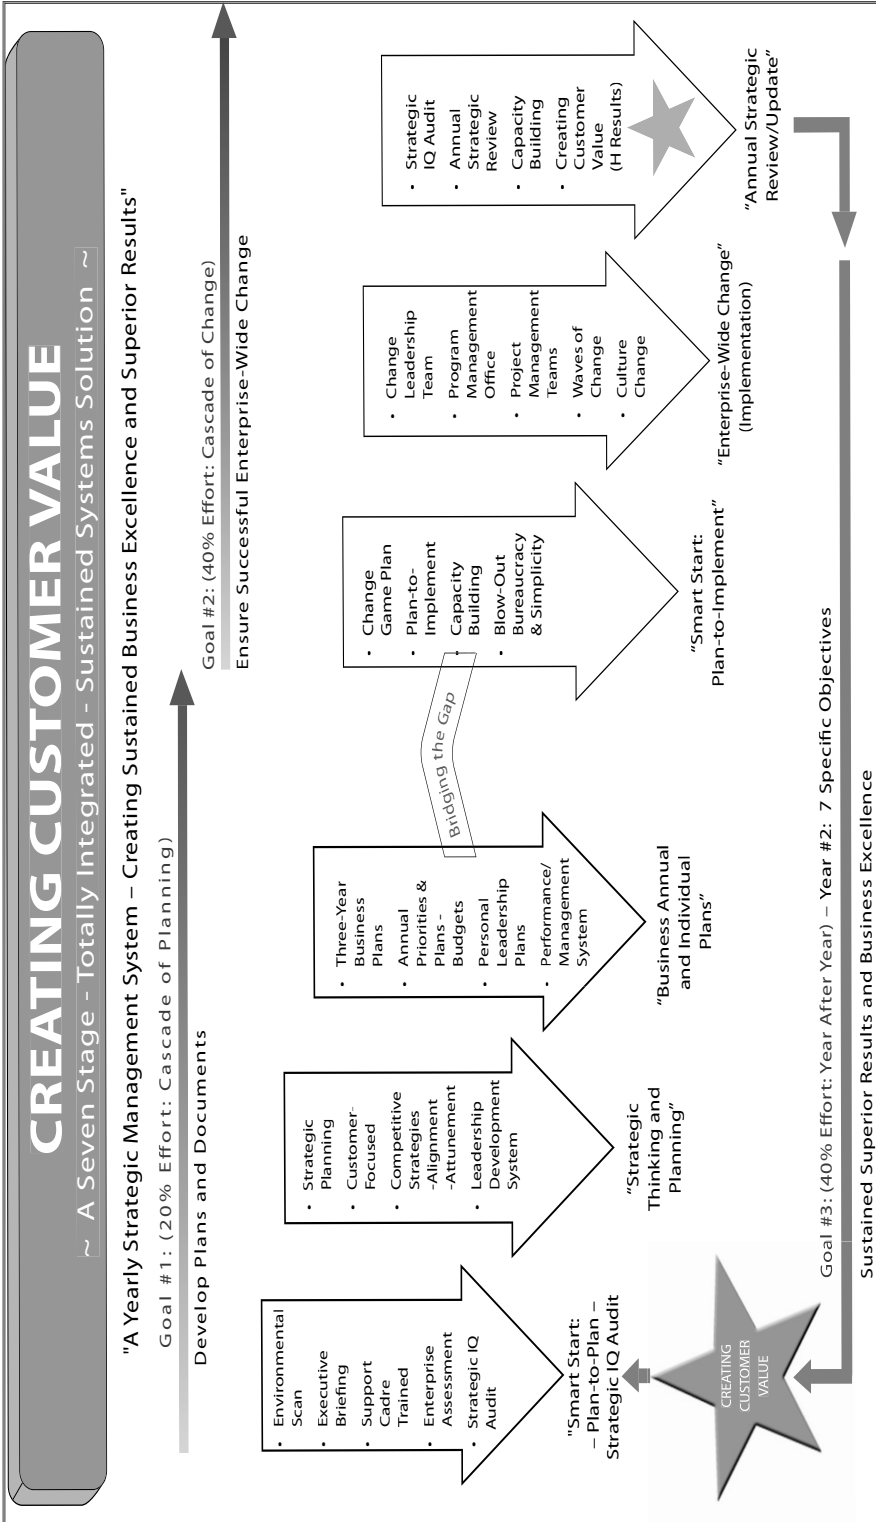 CREATING CUSTOMER VALUE
~ A Seven Stage - Totally Integrated - Sustained Systems Solution ~
"A Yearly Strategic Management System – Creating Sustained Business Excellence and Superior Results"
Goal #1: (20% Effort: Cascade of Planning)
Develop Plans and Documents
Goal #2: (40% Effort: Cascade of Change)
Ensure Successful Enterprise-Wide Change
• Environmental
Scan
• Executive
Briefing
• Support
Cadre
Trained
• Enterprise
Assessment
• Strategic IQ
Audit
"Smart Start:
– Plan-to-Plan –
Strategic IQ Audit
• Strategic
Planning
• Customer-
Focused
• Competitive
Strategies
-Alignment
-Attunement
• Leadership
Development
System
“Strategic
Thinking and
Planning”
• Three-Year
Business
Plans
• Annual
Priorities &
Plans -
Budgets
• Personal
Leadership
Plans
• Performance/
Management
System
“Business Annual
and Individual
Plans”
Bridging the Gap
• Change
Game Plan
• Plan-to-
Implement
• Capacity
Building
• Blow-Out
Bureaucracy
& Simplicity
“Smart Start:
Plan-to-Implement”
• Change
Leadership
Team
• Program
Management
Office
• Project
Management
Teams
• Waves of
Change
• Culture
Change
“Enterprise-Wide Change”
(Implementation)
• Strategic
IQ Audit
• Annual
Strategic
Review
• Capacity
Building
• Creating
Customer
Value
(H Results)
“Annual Strategic
Review/Update”
CREATING
CUSTOMER
VALUE
Goal #3: (40% Effort: Year After Year) – Year #2: 7 Specific Objectives
Sustained Superior Results and Business Excellence